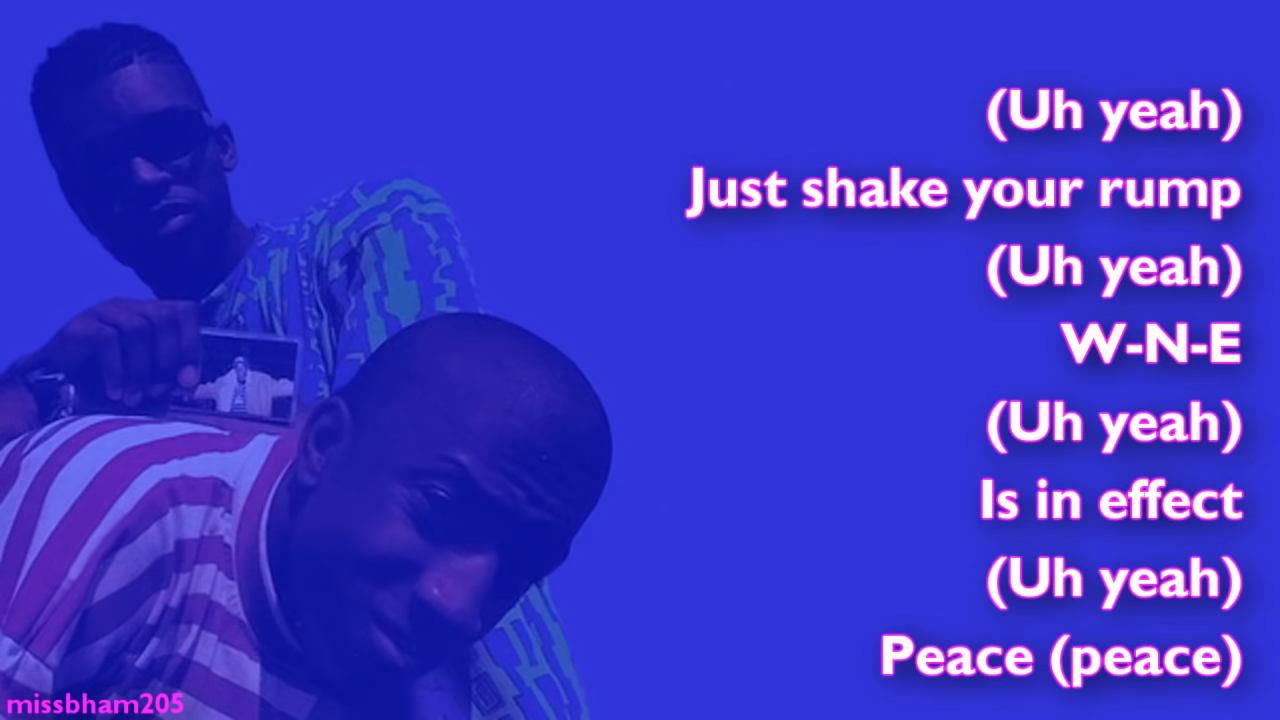 (Uh yeah)
Just shake your rump
(Uh yeah)
W-N-E
(Uh yeah)
Is in effect
(Uh yeah)
Peace (peace)
missbham205